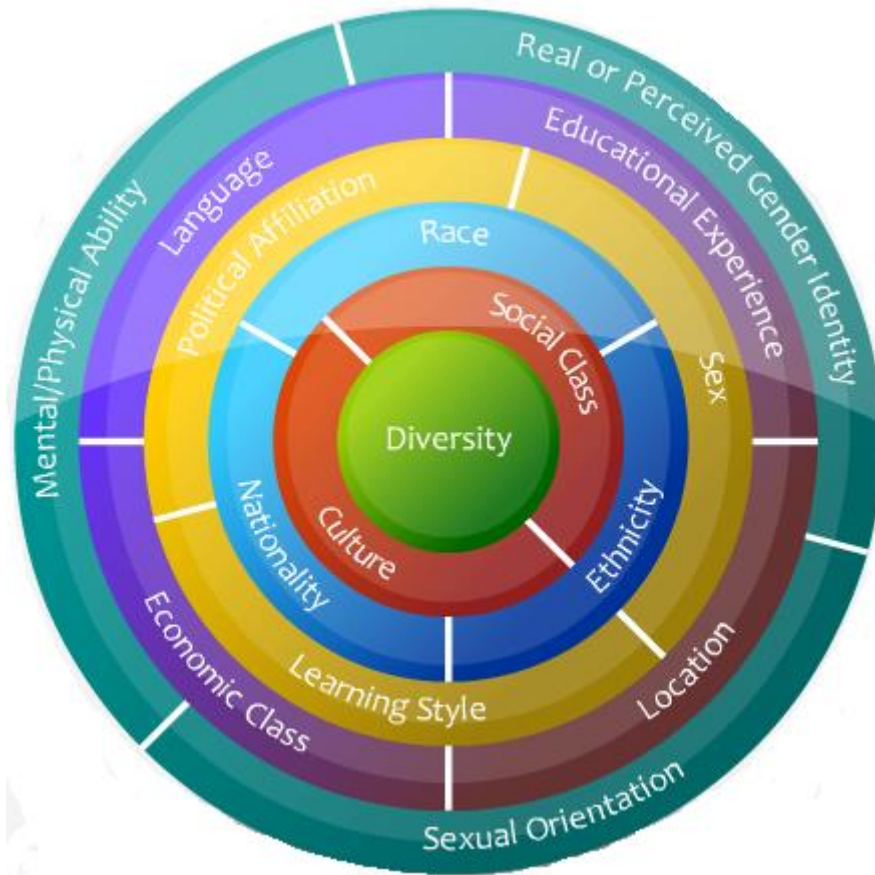 Real or Perceived Gender Identity
Educational Experience
Language
Mental/Physical Ability
Political Affiliation
Race
Social Class
Sex
Diversity
Culture
Nationality
Ethnicity
Economic Class
Learning Style
Location
Sexual Orientation